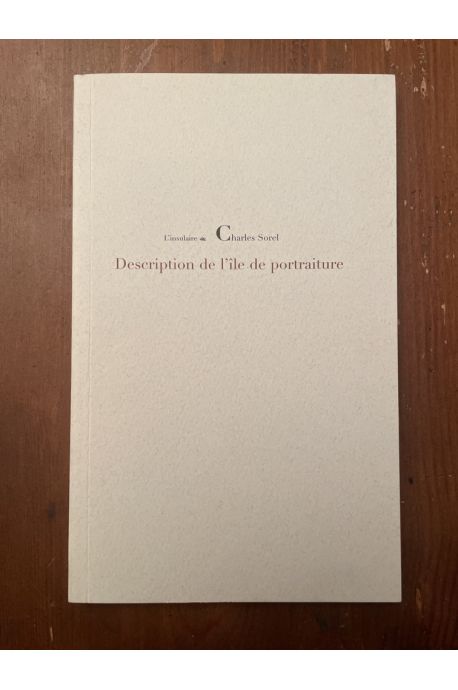 L'insulaire Charles Sorel
Description de l'île de portraiture